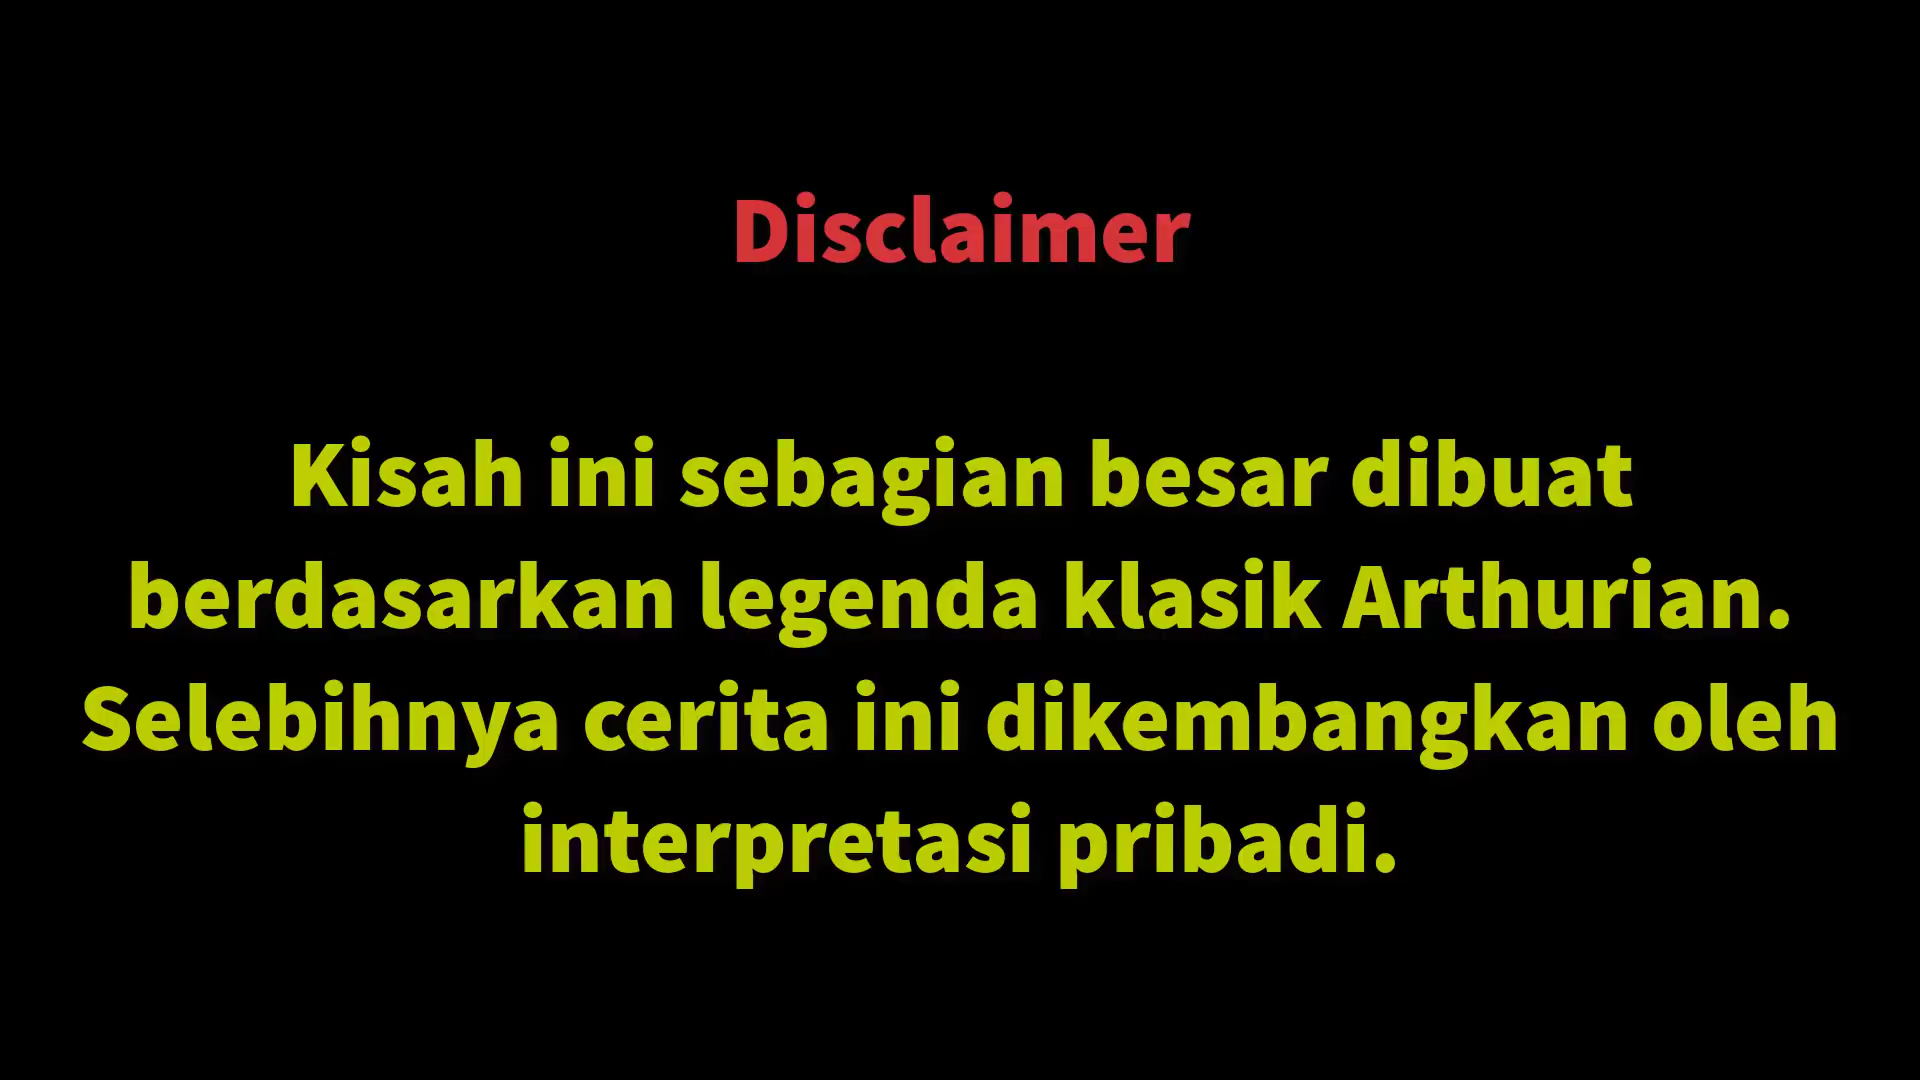 Disclaimer
Kisah ini sebagian besar dibuat
berdasarkan legenda klasik Arthurian.
Selebihnya cerita ini dikembangkan oleh
interpretasi pribadi.